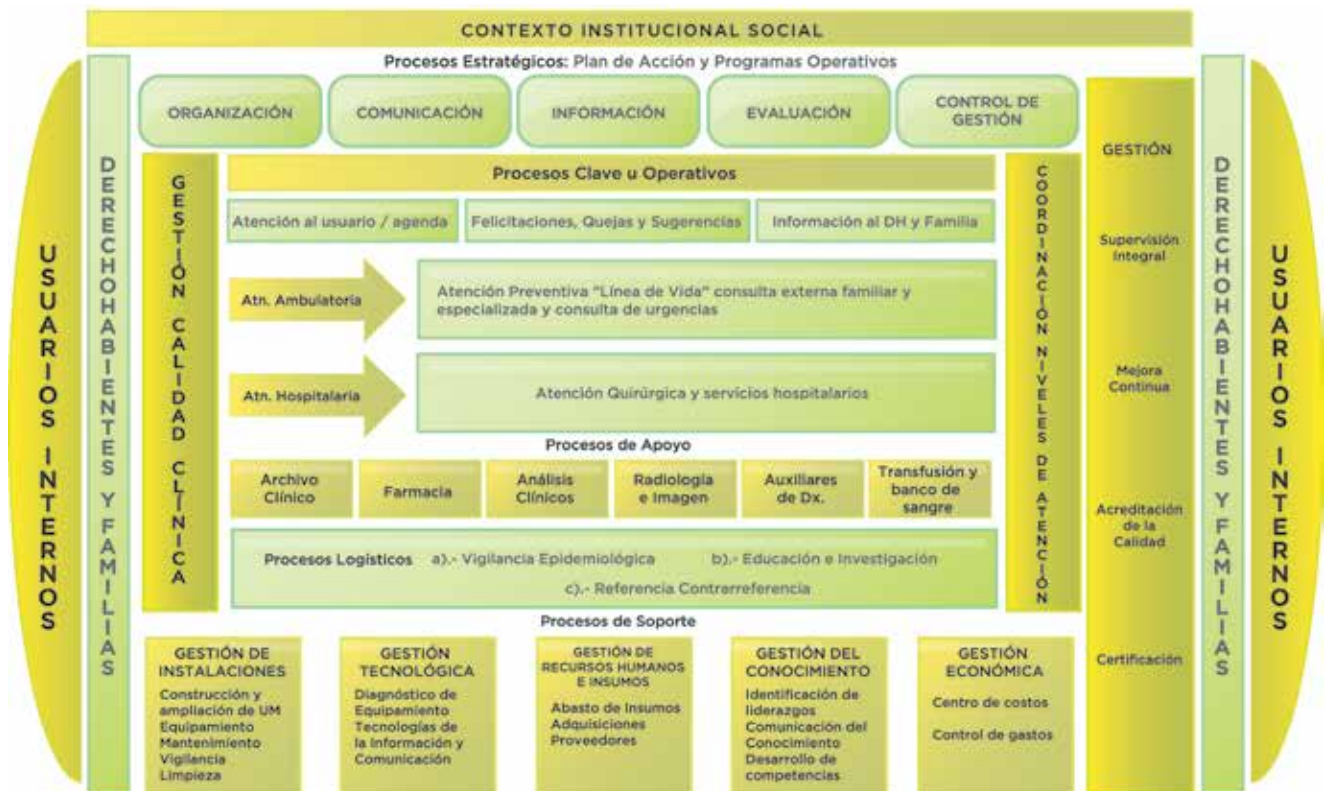 CONTEXTO INSTITUCIONAL SOCIAL
Procesos Estratégicos: Plan de Acción y Programas Operativos
USUARIOS INTERNOS
DERECHOHABIENTES Y FAMILIAS
ORGANIZACIÓN
COMUNICACIÓN
INFORMACIÓN
EVALUACIÓN
CONTROL DE
GESTIÓN
GESTIÓN CALIDAD CLÍNICA
Procesos Clave u Operativos
Atención al usuario / agenda
Felicitaciones, Quejas y Sugerencias
Información al DH y Familia
Atn. Ambulatoria
Atención Preventiva "Línea de Vida" consulta externa familiar y
especializada y consulta de urgencias
Atn. Hospitalaria
Atención Quirúrgica y servicios hospitalarios
Procesos de Apoyo
Archivo
Clínico
Farmacia
Análisis
Clínicos
Radiología
e Imagen
Auxiliares
de Dx.
Transfusión y
banco de
sangre
Procesos Logísticos a).- Vigilancia Epidemiológica b).- Educación e Investigación
c).- Referencia Contrarreferencia
COORDINACIÓN NIVELES DE ATENCIÓN
Procesos de Soporte
GESTIÓN DE
INSTALACIONES
Construcción y
ampliación de UM
Equipamiento
Mantenimiento
Vigilancia
Limpieza
GESTIÓN
TECNOLÓGICA
Diagnóstico de
Equipamiento
Tecnologías de
la Información y
Comunicación
GESTIÓN DE
RECURSOS HUMANOS
E INSUMOS
Abasto de Insumos
Adquisiciones
Proveedores
GESTIÓN DEL
CONOCIMIENTO
Identificación de
liderazgos
Comunicación del
Conocimiento
Desarrollo de
competencias
GESTIÓN
ECONÓMICA
Centro de costos
Control de gastos
GESTIÓN
Supervisión
Integral
Mejora
Continua
Acreditación
de la
Calidad
Certificación
DERECHOHABIENTES Y FAMILIAS
USUARIOS INTERNOS